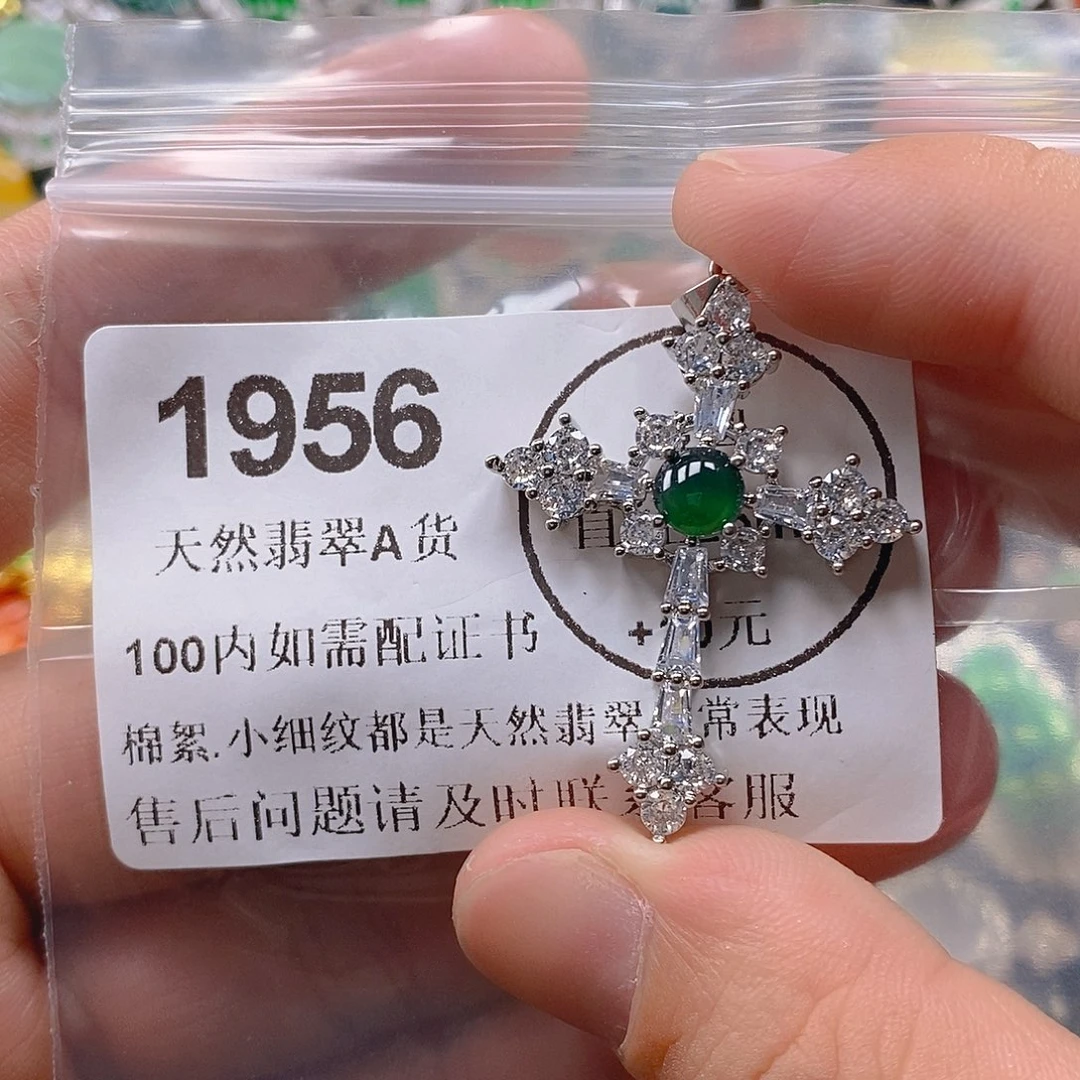 1956
天然翡翠A货
100内如需配证书 +元
棉絮.小细纹都是天然翡翠常表现
售后问题请及时联系客服